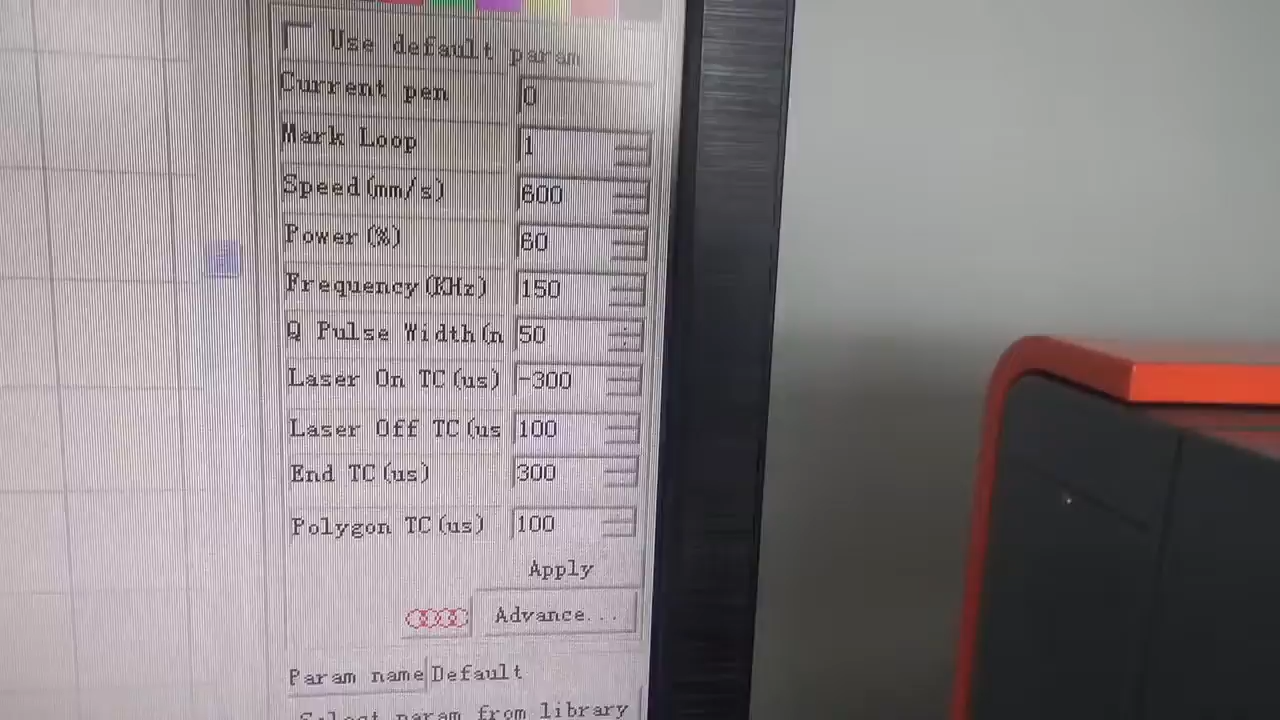 Use default param
Current pen 0
Mark Loop 1
Speed(mm/s) 600
Power(%) 60
Frequency(KHz) 150
Q Pulse Width(n 50
Laser On TC(us) -300
Laser Off TC(us 100
End TC(us) 300
Polygon TC(us) 100
Apply
Advance...
Param name Default
Select param from library